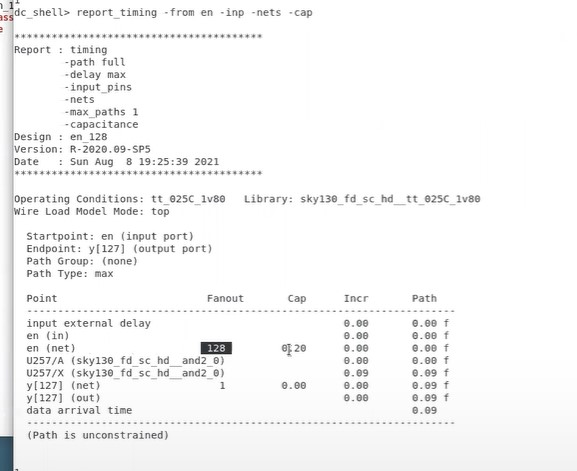 dc_shell> report_timing -from en -inp -nets -cap
****************************************
Report : timing
        -path full
        -delay max
        -input_pins
        -nets
        -max_paths 1
        -capacitance
Design : en_128
Version: R-2020.09-SP5
Date   : Sun Aug  8 19:25:39 2021
****************************************
Operating Conditions: tt_025C_1v80   Library: sky130_fd_sc_hd__tt_025C_1v80
Wire Load Model Mode: top
  Startpoint: en (input port)
  Endpoint: y[127] (output port)
  Path Group: (none)
  Path Type: max
  Point                        Fanout       Cap      Incr       Path
  ---------------------------------------------------------------------
  input external delay                               0.00       0.00 f
  en (in)                                            0.00       0.00 f
  en (net)                      128         0.20     0.00       0.00 f
  U257/A (sky130_fd_sc_hd__and2_0)                   0.00       0.00 f
  U257/X (sky130_fd_sc_hd__and2_0)                   0.09       0.09 f
  y[127] (net)                    1         0.00     0.00       0.09 f
  y[127] (out)                                       0.00       0.09 f
  data arrival time                                             0.09
  ---------------------------------------------------------------------
  (Path is unconstrained)